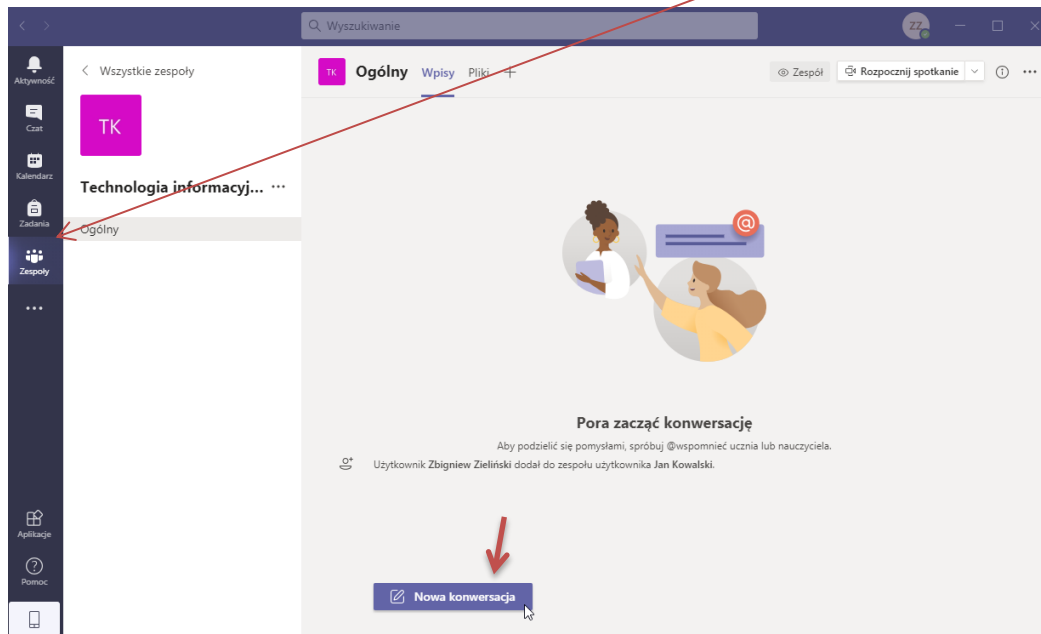 Wyszukiwanie
ZZ
Aktywność
Czat
Kalendarz
Zadania
Zespoły
Aplikacje
Pomoc
Wszystkie zespoły
TK
Technologia informacyj... ...
Ogólny
TK Ogólny Wpisy Pliki +
Zespół Rozpocznij spotkanie
@
Pora zacząć konwersację
Aby podzielić się pomysłami, spróbuj @wspomnieć ucznia lub nauczyciela.
Użytkownik Zbigniew Zieliński dodał do zespołu użytkownika Jan Kowalski.
Nowa konwersacja